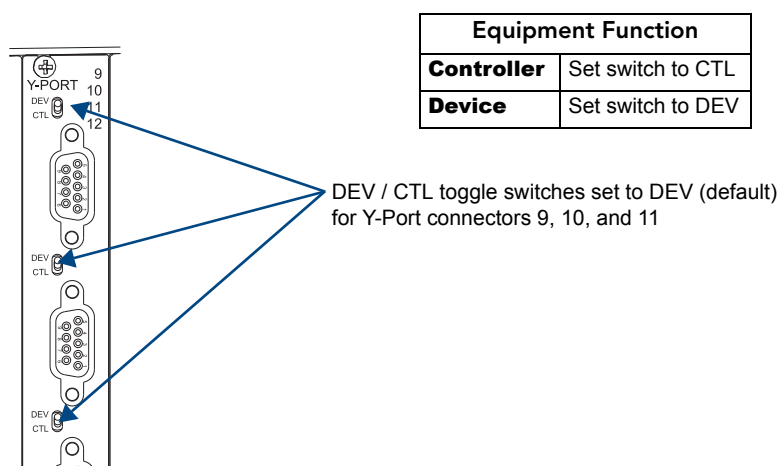 Equipment Function
Controller Set switch to CTL
Device Set switch to DEV
Y-PORT
9
10
11
12
DEV
CTL
DEV / CTL toggle switches set to DEV (default)
for Y-Port connectors 9, 10, and 11
DEV
CTL
DEV
CTL